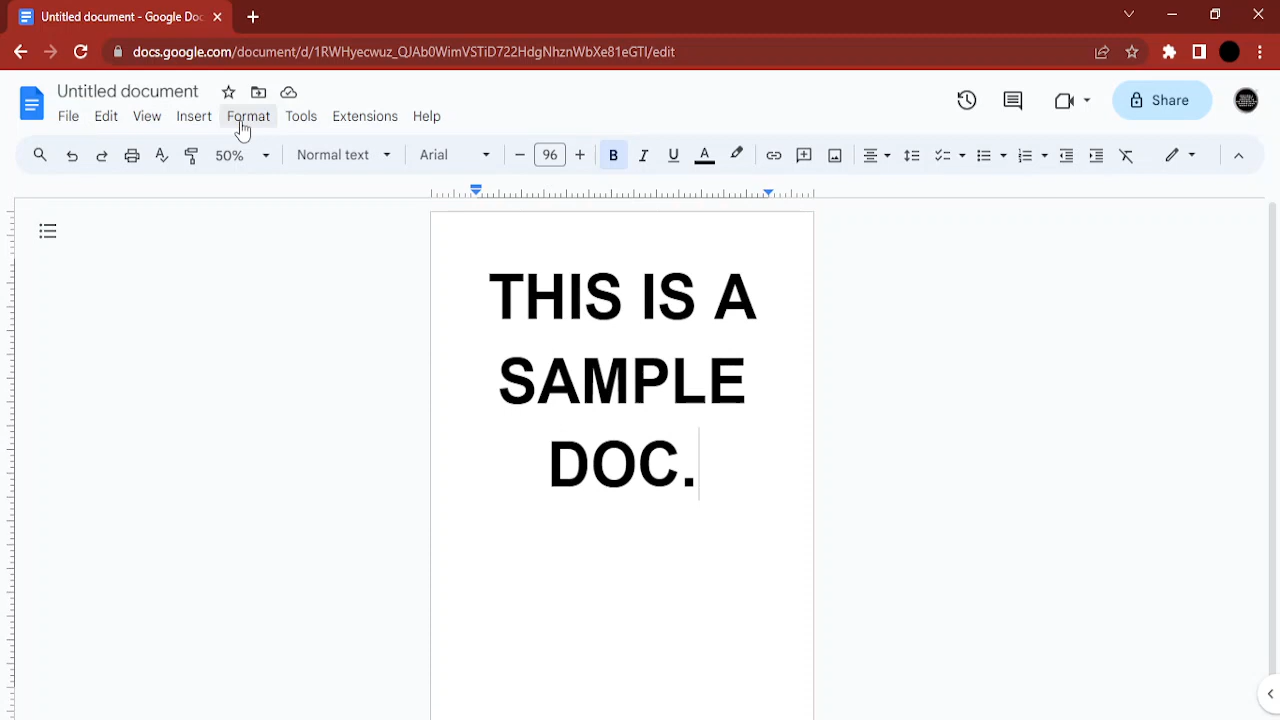 Untitled document - Google Doc
docs.google.com/document/d/1RWHyecwuz_QJAb0WimVSTiD722HdgNhznWbXe81eGTI/edit
Untitled document
File Edit View Insert Format Tools Extensions Help
Share
50% Normal text Arial 96 B I U A
THIS IS A
SAMPLE
DOC.